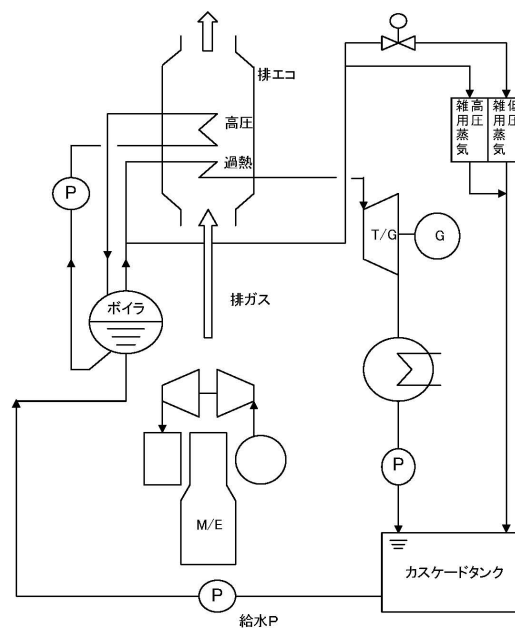 排エコ
高圧
過熱
高圧
雑用蒸気
低圧
雑用蒸気
P
T/G
G
ボイラ
排ガス
P
M/E
カスケードタンク
P
給水P